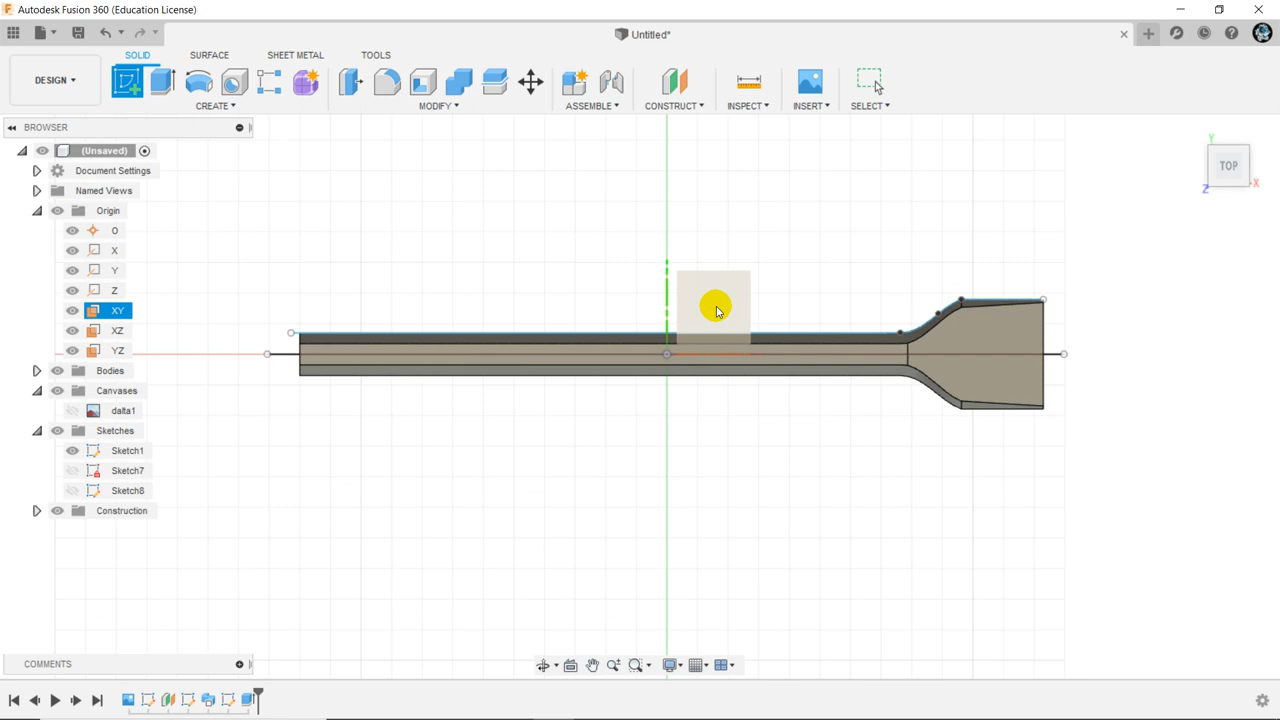 Autodesk Fusion 360 (Education License)
Untitled*
SOLID SURFACE SHEET METAL TOOLS
DESIGN ▾
CREATE ▾ MODIFY ▾ ASSEMBLE ▾ CONSTRUCT ▾ INSPECT ▾ INSERT ▾ SELECT ▾
BROWSER
(Unsaved)
Document Settings
Named Views
Origin
O
X
Y
Z
XY
XZ
YZ
Bodies
Canvases
dalta1
Sketches
Sketch1
Sketch7
Sketch8
Construction
Y
TOP
Z X
COMMENTS